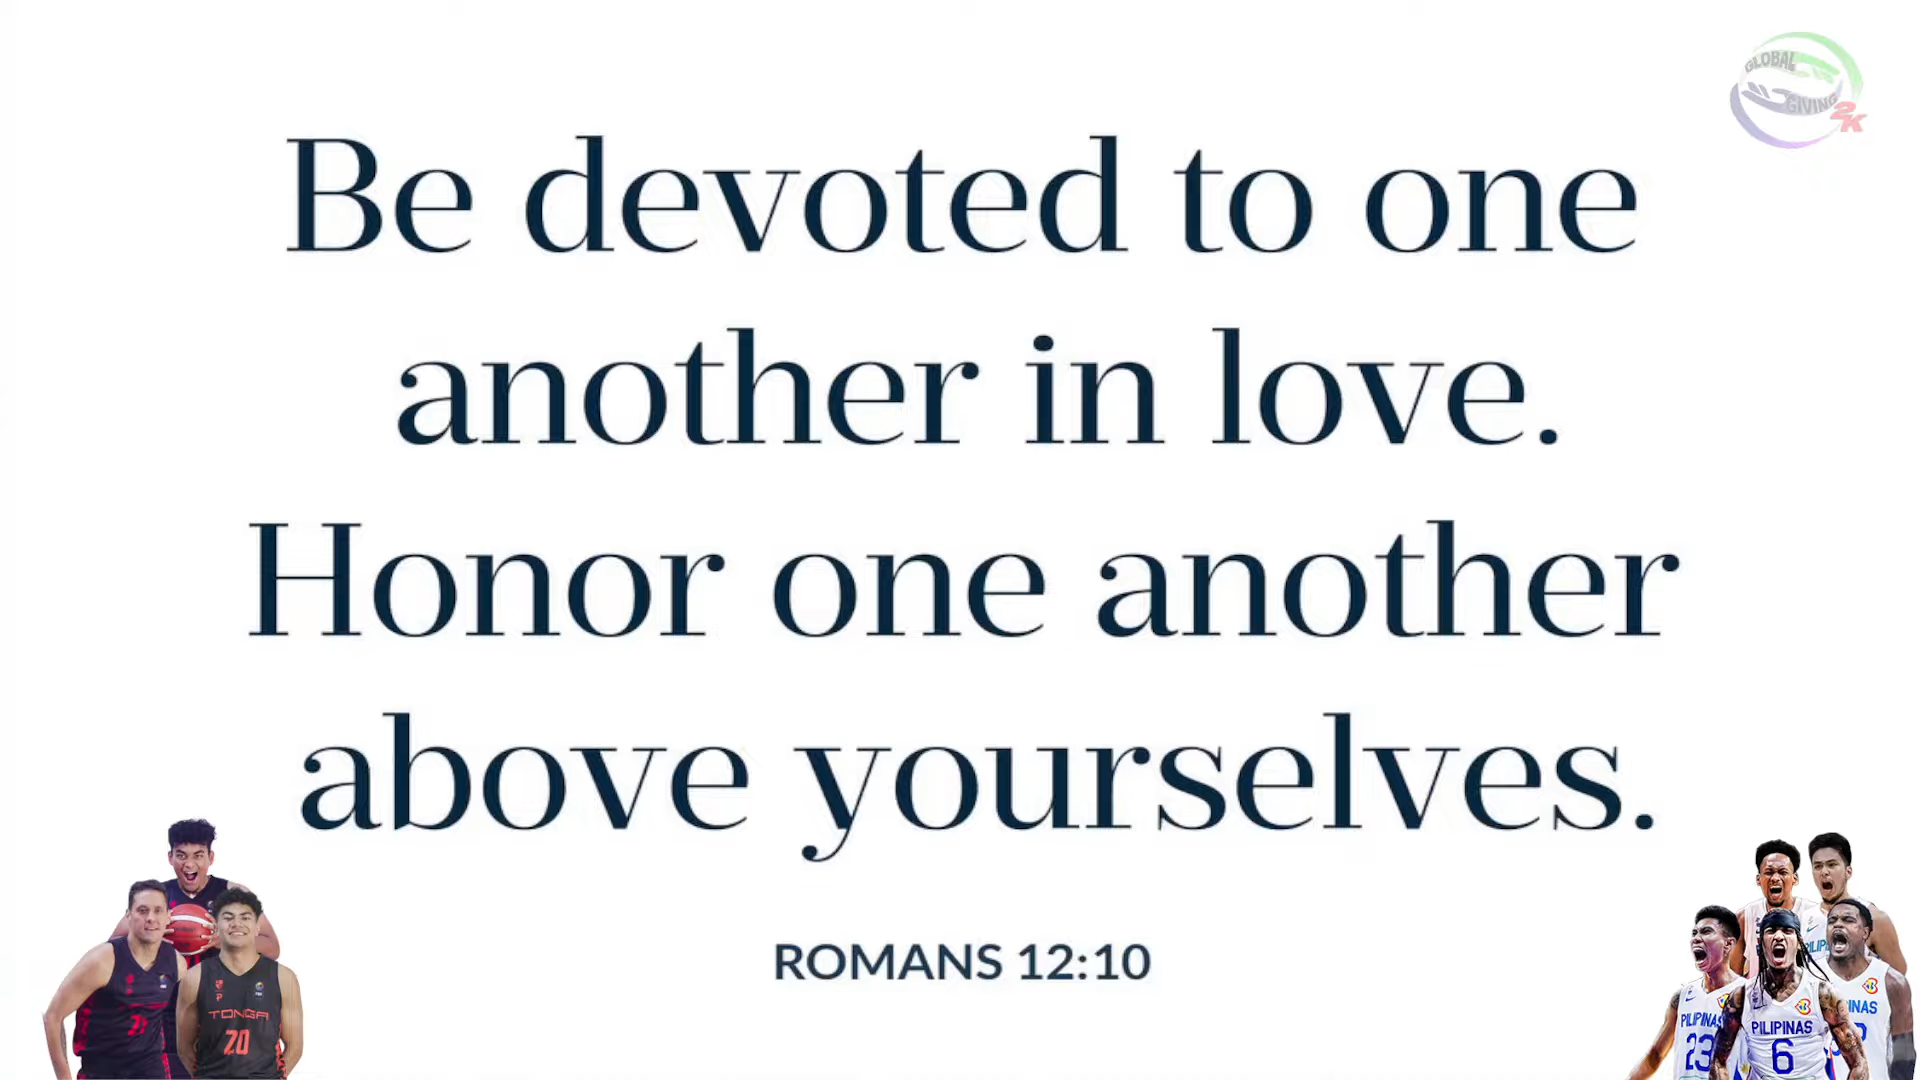 GLOBAL
GIVING
2K
Be devoted to one
another in love.
Honor one another
above yourselves.
ROMANS 12:10
TONGA
20
21
PILIPINAS
23
PILIPINAS
6